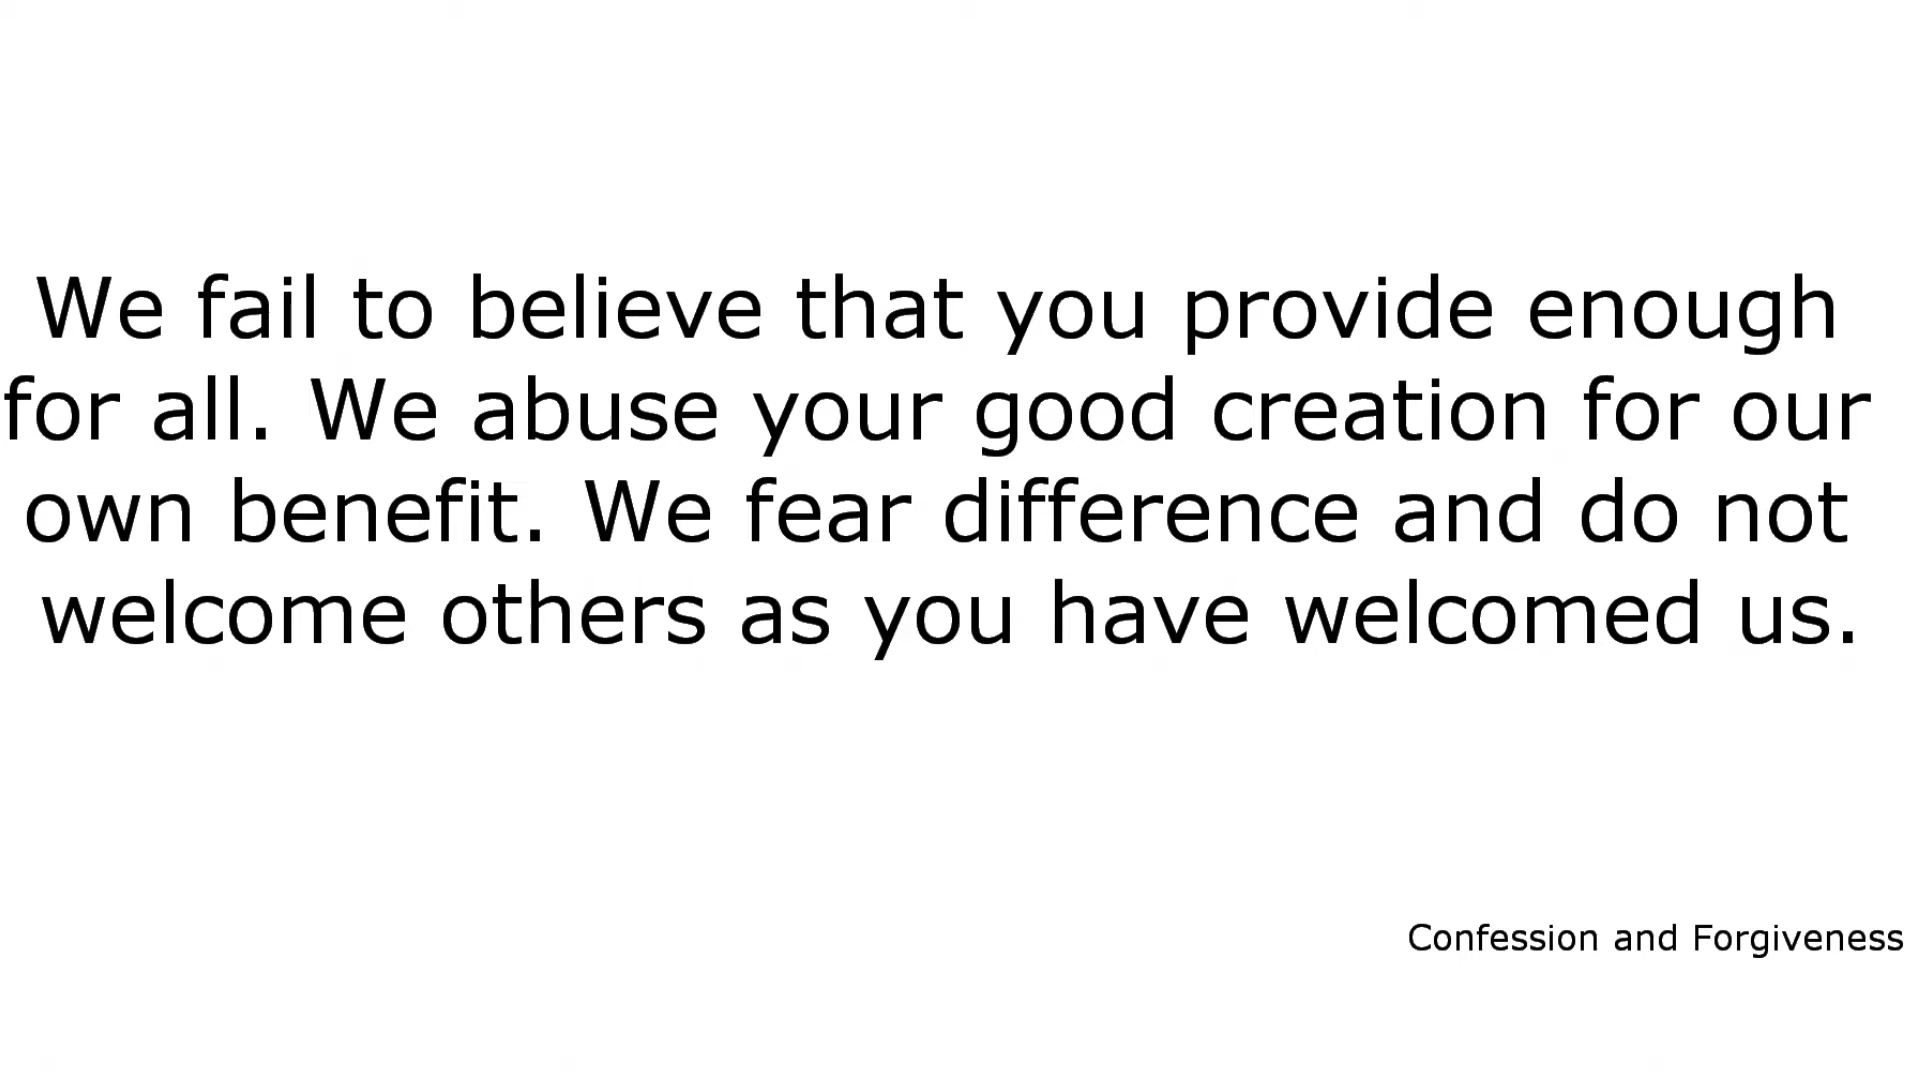 We fail to believe that you provide enough
for all. We abuse your good creation for our
own benefit. We fear difference and do not
welcome others as you have welcomed us.
Confession and Forgiveness